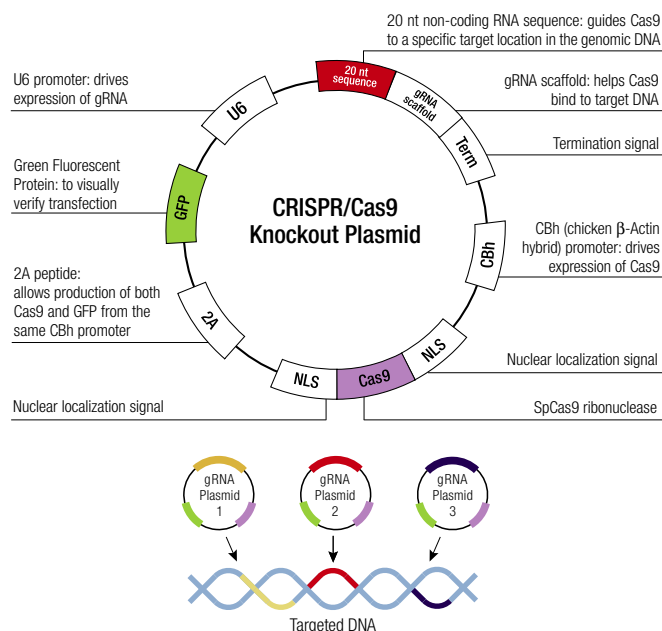 20 nt non-coding RNA sequence: guides Cas9
to a specific target location in the genomic DNA
U6 promoter: drives
expression of gRNA
gRNA scaffold: helps Cas9
bind to target DNA
Termination signal
Green Fluorescent
Protein: to visually
verify transfection
CBh (chicken β-Actin
hybrid) promoter: drives
expression of Cas9
2A peptide:
allows production of both
Cas9 and GFP from the
same CBh promoter
Nuclear localization signal
Nuclear localization signal
SpCas9 ribonuclease
CRISPR/Cas9
Knockout Plasmid
20 nt
sequence
gRNA
scaffold
Term
CBh
NLS
Cas9
NLS
2A
GFP
U6
gRNA
Plasmid
1
gRNA
Plasmid
2
gRNA
Plasmid
3
Targeted DNA